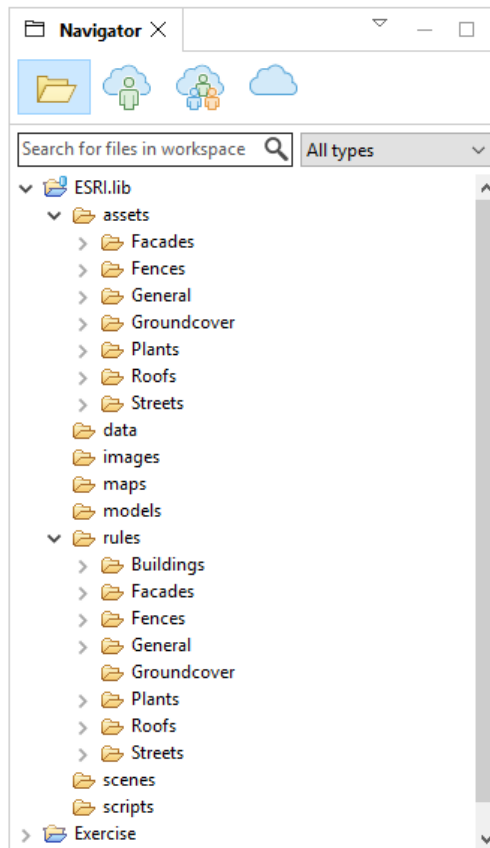 Navigator
Search for files in workspace
All types
ESRI.lib
assets
Facades
Fences
General
Groundcover
Plants
Roofs
Streets
data
images
maps
models
rules
Buildings
Facades
Fences
General
Groundcover
Plants
Roofs
Streets
scenes
scripts
Exercise